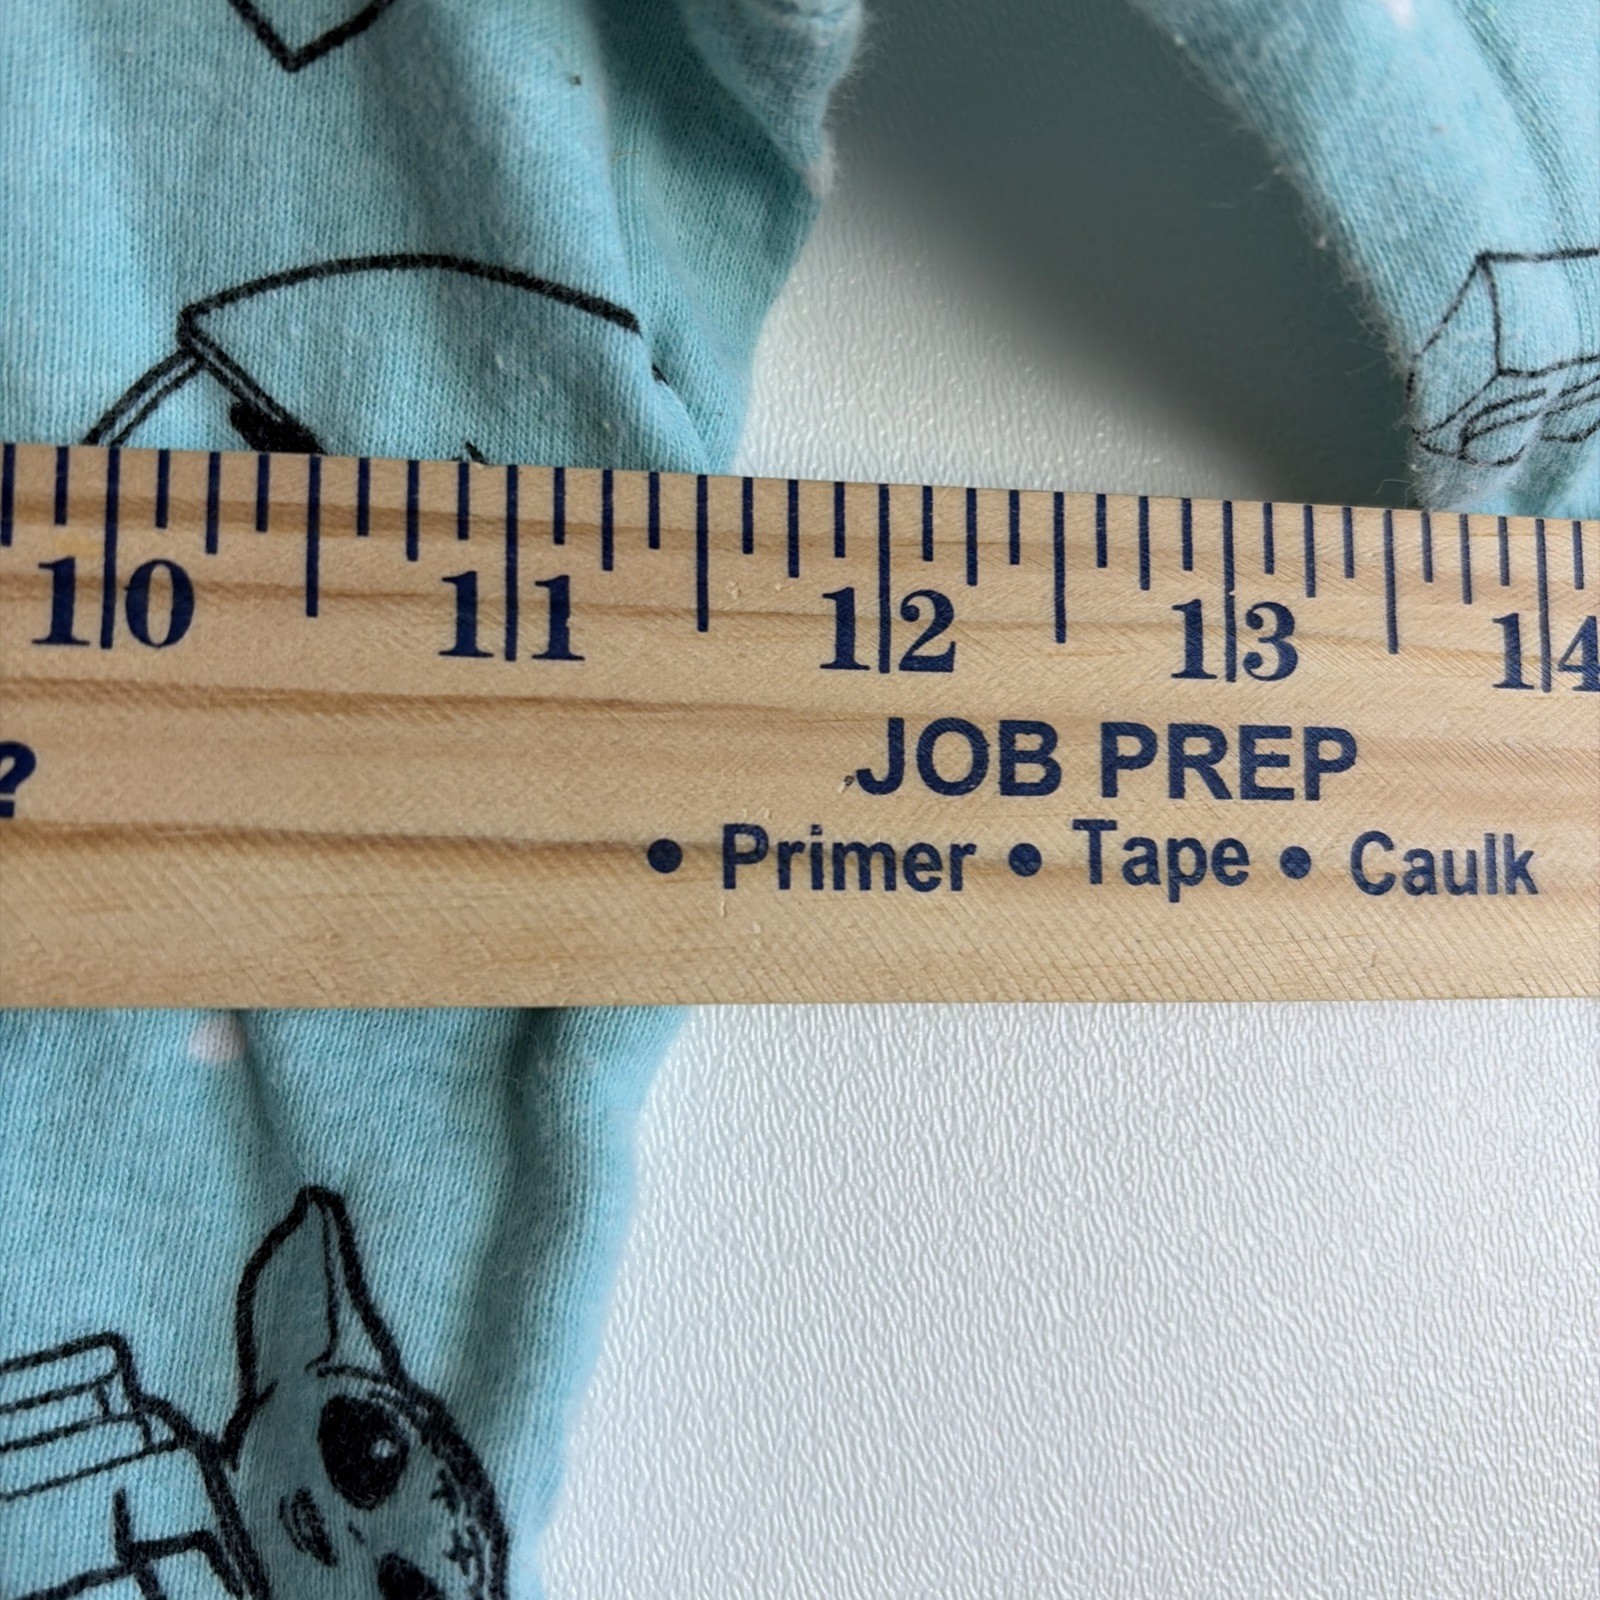 10 11 12 13 14
?
JOB PREP
• Primer • Tape • Caulk